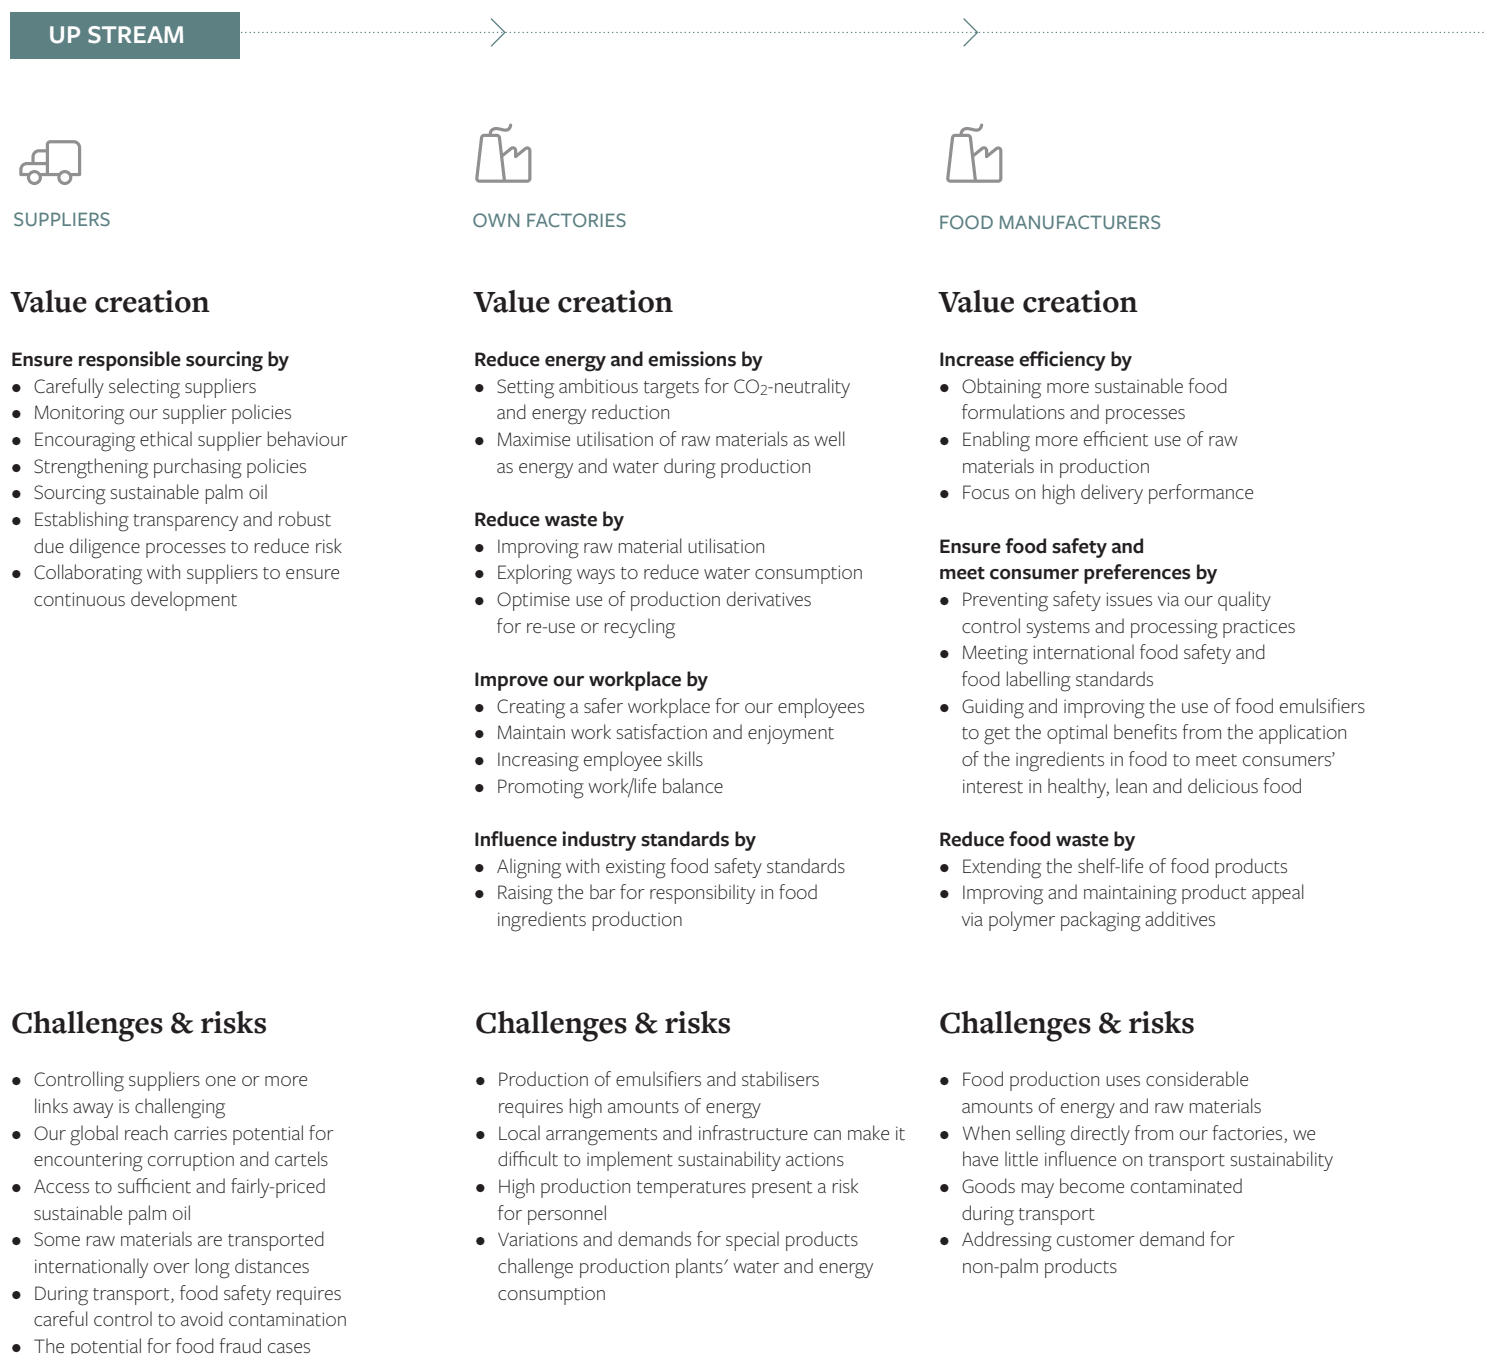 UP STREAM
SUPPLIERS
Value creation
Ensure responsible sourcing by
● Carefully selecting suppliers
● Monitoring our supplier policies
● Encouraging ethical supplier behaviour
● Strengthening purchasing policies
● Sourcing sustainable palm oil
● Establishing transparency and robust
due diligence processes to reduce risk
● Collaborating with suppliers to ensure
continuous development
Challenges & risks
● Controlling suppliers one or more
links away is challenging
● Our global reach carries potential for
encountering corruption and cartels
● Access to sufficient and fairly-priced
sustainable palm oil
● Some raw materials are transported
internationally over long distances
● During transport, food safety requires
careful control to avoid contamination
● The potential for food fraud cases
OWN FACTORIES
Value creation
Reduce energy and emissions by
● Setting ambitious targets for CO2-neutrality
and energy reduction
● Maximise utilisation of raw materials as well
as energy and water during production
Reduce waste by
● Improving raw material utilisation
● Exploring ways to reduce water consumption
● Optimise use of production derivatives
for re-use or recycling
Improve our workplace by
● Creating a safer workplace for our employees
● Maintain work satisfaction and enjoyment
● Increasing employee skills
● Promoting work/life balance
Influence industry standards by
● Aligning with existing food safety standards
● Raising the bar for responsibility in food
ingredients production
Challenges & risks
● Production of emulsifiers and stabilisers
requires high amounts of energy
● Local arrangements and infrastructure can make it
difficult to implement sustainability actions
● High production temperatures present a risk
for personnel
● Variations and demands for special products
challenge production plants' water and energy
consumption
FOOD MANUFACTURERS
Value creation
Increase efficiency by
● Obtaining more sustainable food
formulations and processes
● Enabling more efficient use of raw
materials in production
● Focus on high delivery performance
Ensure food safety and
meet consumer preferences by
● Preventing safety issues via our quality
control systems and processing practices
● Meeting international food safety and
food labelling standards
● Guiding and improving the use of food emulsifiers
to get the optimal benefits from the application
of the ingredients in food to meet consumers'
interest in healthy, lean and delicious food
Reduce food waste by
● Extending the shelf-life of food products
● Improving and maintaining product appeal
via polymer packaging additives
Challenges & risks
● Food production uses considerable
amounts of energy and raw materials
● When selling directly from our factories, we
have little influence on transport sustainability
● Goods may become contaminated
during transport
● Addressing customer demand for
non-palm products